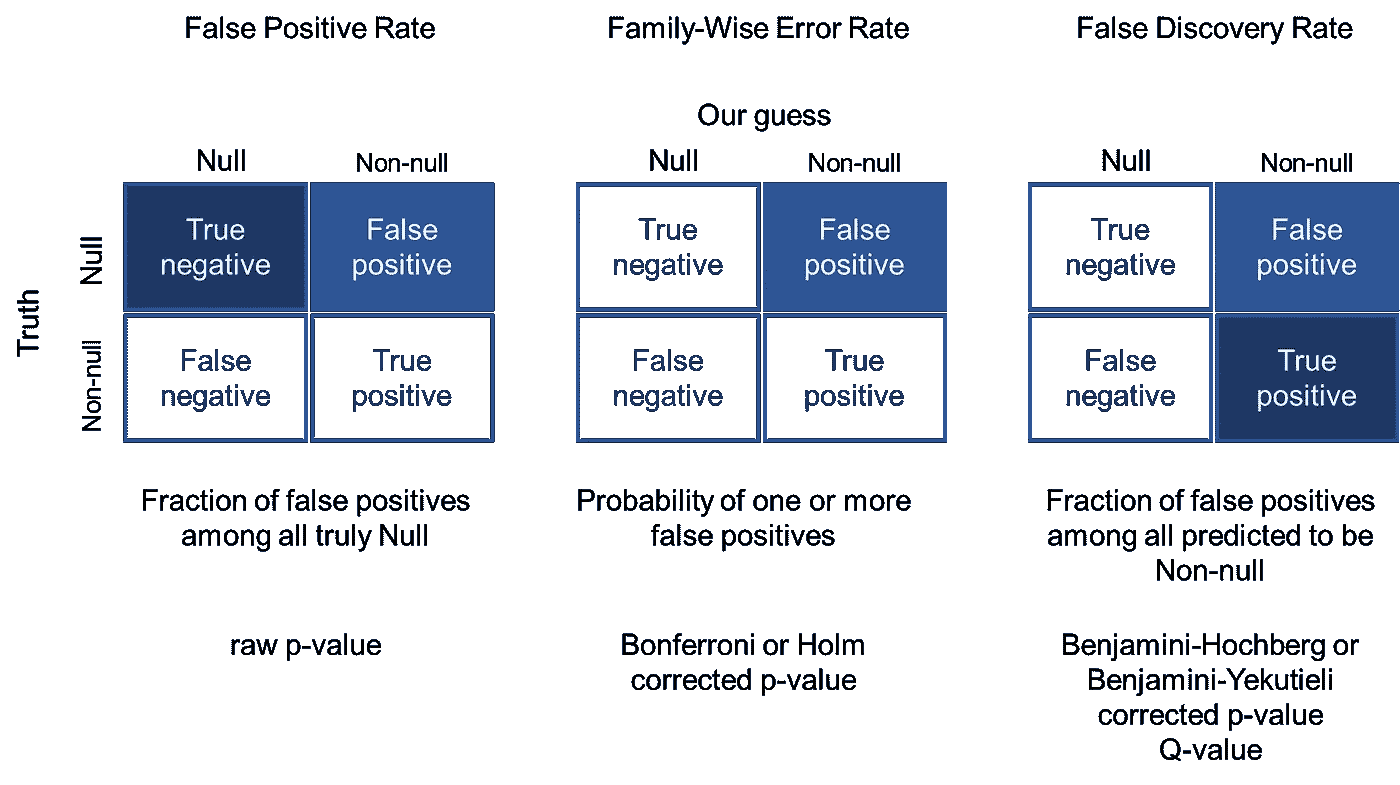 False Positive Rate
Family-Wise Error Rate
False Discovery Rate
Our guess
Null Non-null
Null Non-null
Null Non-null
Truth
Null
Non-null
True
negative
False
positive
False
negative
True
positive
True
negative
False
positive
False
negative
True
positive
True
negative
False
positive
False
negative
True
positive
Fraction of false positives
among all truly Null
Probability of one or more
false positives
Fraction of false positives
among all predicted to be
Non-null
raw p-value
Bonferroni or Holm
corrected p-value
Benjamini-Hochberg or
Benjamini-Yekutieli
corrected p-value
Q-value